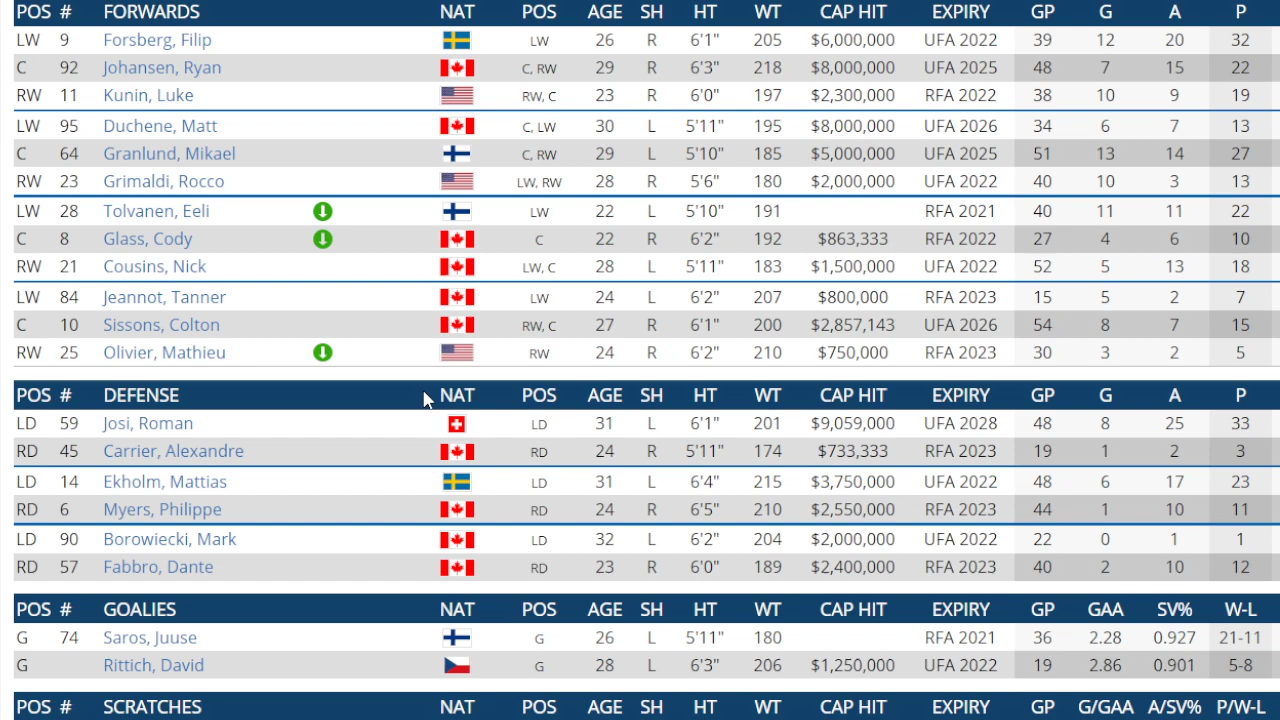 POS # FORWARDS NAT POS AGE SH HT WT CAP HIT EXPIRY GP G A P
LW 9 Forsberg, Filip LW 26 R 6'1" 205 $6,000,000 UFA 2022 39 12 20 32
C 92 Johansen, Ryan C, RW 29 R 6'3" 218 $8,000,000 UFA 2025 48 7 15 22
RW 11 Kunin, Luke RW, C 23 R 6'0" 197 $2,300,000 RFA 2022 38 10 9 19
LW 95 Duchene, Matt C, LW 30 L 5'11" 195 $8,000,000 UFA 2026 34 6 7 13
C 64 Granlund, Mikael C, RW 29 L 5'10" 185 $5,000,000 UFA 2025 51 13 14 27
RW 23 Grimaldi, Rocco LW, RW 28 R 5'6" 180 $2,000,000 UFA 2022 40 10 3 13
LW 28 Tolvanen, Eeli LW 22 L 5'10" 191 RFA 2021 40 11 11 22
C 8 Glass, Cody C 22 R 6'2" 192 $863,333 RFA 2022 27 4 6 10
RW 21 Cousins, Nick LW, C 28 L 5'11" 183 $1,500,000 UFA 2022 52 5 13 18
LW 84 Jeannot, Tanner LW 24 L 6'2" 207 $800,000 RFA 2023 15 5 2 7
C 10 Sissons, Colton RW, C 27 R 6'1" 200 $2,857,143 UFA 2026 54 8 7 15
RW 25 Olivier, Mathieu RW 24 R 6'2" 210 $750,000 RFA 2023 30 3 2 5
POS # DEFENSE NAT POS AGE SH HT WT CAP HIT EXPIRY GP G A P
LD 59 Josi, Roman LD 31 L 6'1" 201 $9,059,000 UFA 2028 48 8 25 33
RD 45 Carrier, Alexandre RD 24 R 5'11" 174 $733,333 RFA 2023 19 1 2 3
LD 14 Ekholm, Mattias LD 31 L 6'4" 215 $3,750,000 UFA 2022 48 6 17 23
RD 6 Myers, Philippe RD 24 R 6'5" 210 $2,550,000 RFA 2023 44 1 10 11
LD 90 Borowiecki, Mark LD 32 L 6'2" 204 $2,000,000 UFA 2022 22 0 1 1
RD 57 Fabbro, Dante RD 23 R 6'0" 189 $2,400,000 RFA 2023 40 2 10 12
POS # GOALIES NAT POS AGE SH HT WT CAP HIT EXPIRY GP GAA SV% W-L
G 74 Saros, Juuse G 26 L 5'11" 180 RFA 2021 36 2.28 0.927 21-11
G Rittich, David G 28 L 6'3" 206 $1,250,000 UFA 2022 19 2.86 0.901 5-8
POS # SCRATCHES NAT POS AGE SH HT WT CAP HIT EXPIRY GP G/GAA A/SV% P/W-L